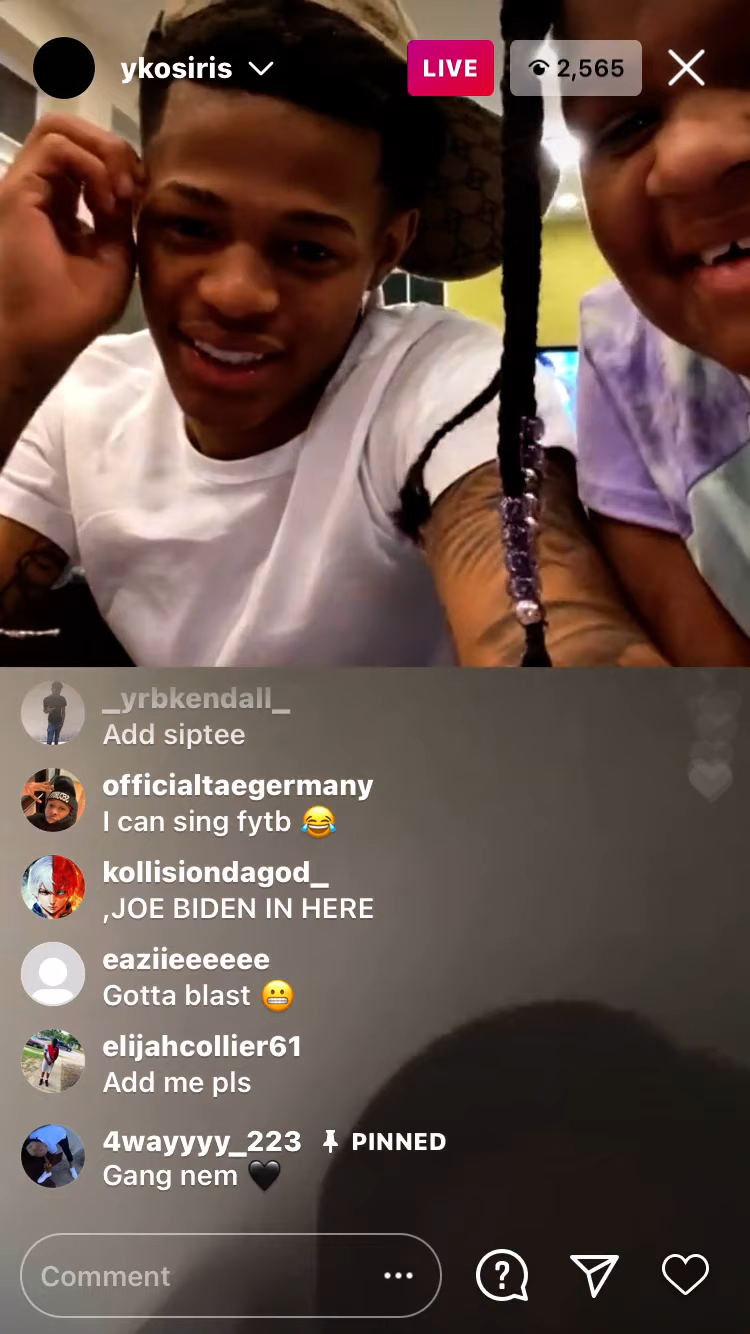 ykosiris
LIVE
2,565
_yrbkendall_
Add siptee
officialtaegermany
I can sing fytb 😂
kollisiondagod_
,JOE BIDEN IN HERE
eaziieeeeee
Gotta blast 😬
elijahcollier61
Add me pls
4wayyyy_223 PINNED
Gang nem 🖤
Comment